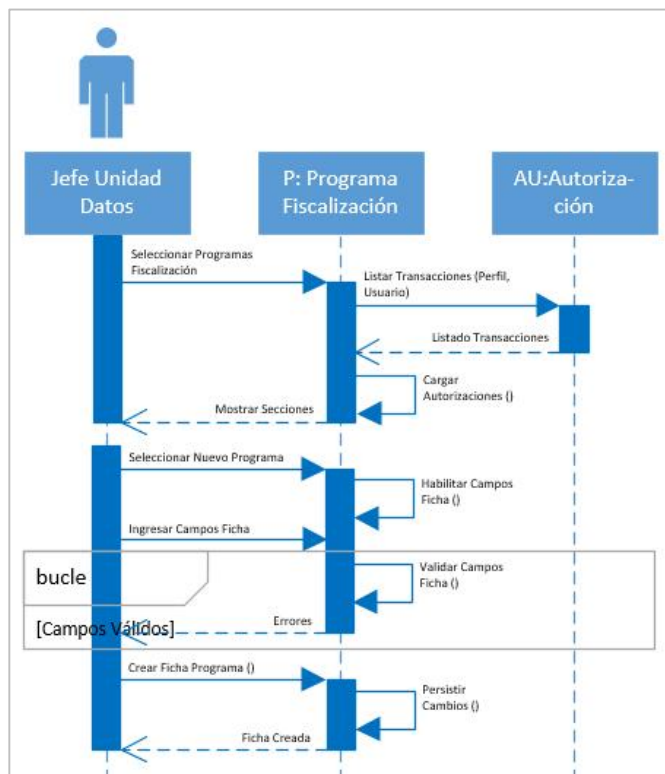 Jefe Unidad
Datos
P: Programa
Fiscalización
AU:Autoriza-
ción
Seleccionar Programas
Fiscalización
Listar Transacciones (Perfil,
Usuario)
Listado Transacciones
Cargar
Autorizaciones ()
Mostrar Secciones
Seleccionar Nuevo Programa
Habilitar Campos
Ficha ()
Ingresar Campos Ficha
bucle
Validar Campos
Ficha ()
[Campos Válidos]
Errores
Crear Ficha Programa ()
Persistir
Cambios ()
Ficha Creada